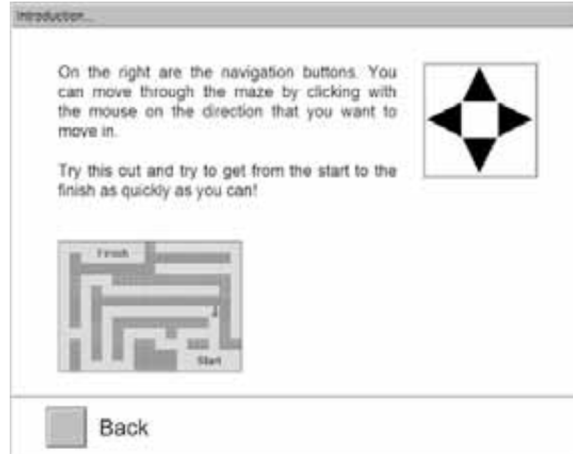 Introduction...
On the right are the navigation buttons. You
can move through the maze by clicking with
the mouse on the direction that you want to
move in.
Try this out and try to get from the start to the
finish as quickly as you can!
Finish
Start
Back